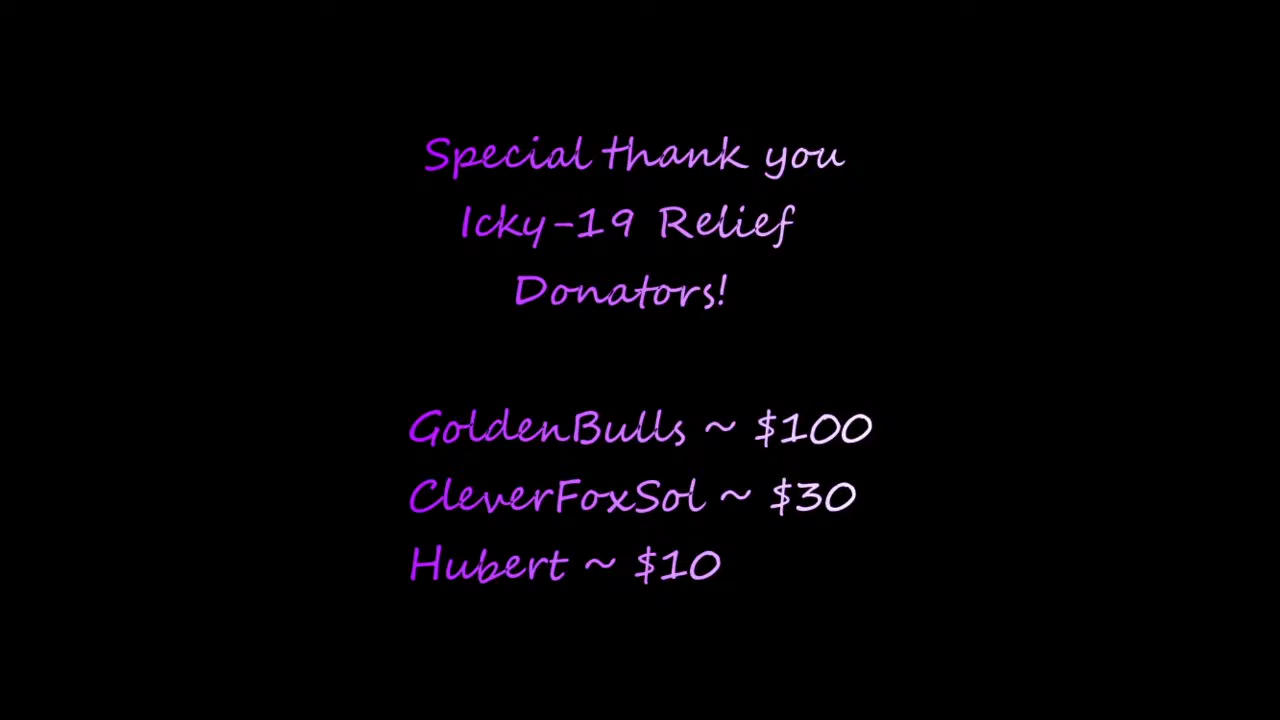 Special thank you
Icky-19 Relief
Donators!
GoldenBulls ~ $100
CleverFoxSol ~ $30
Hubert ~ $10